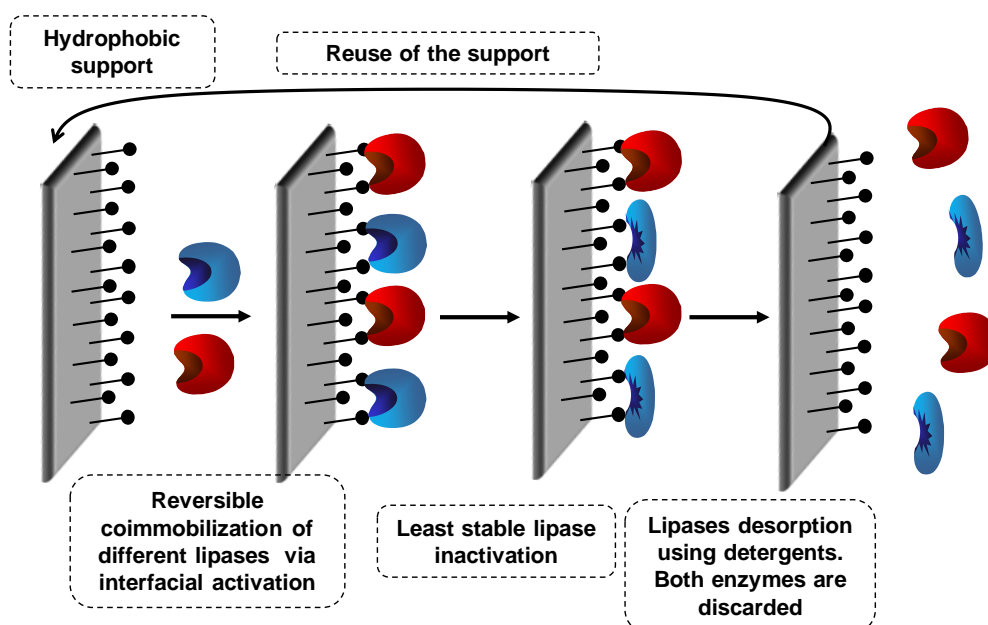 Hydrophobic
support
Reuse of the support
Reversible
coimmobilization of
different lipases via
interfacial activation
Least stable lipase
inactivation
Lipases desorption
using detergents.
Both enzymes are
discarded